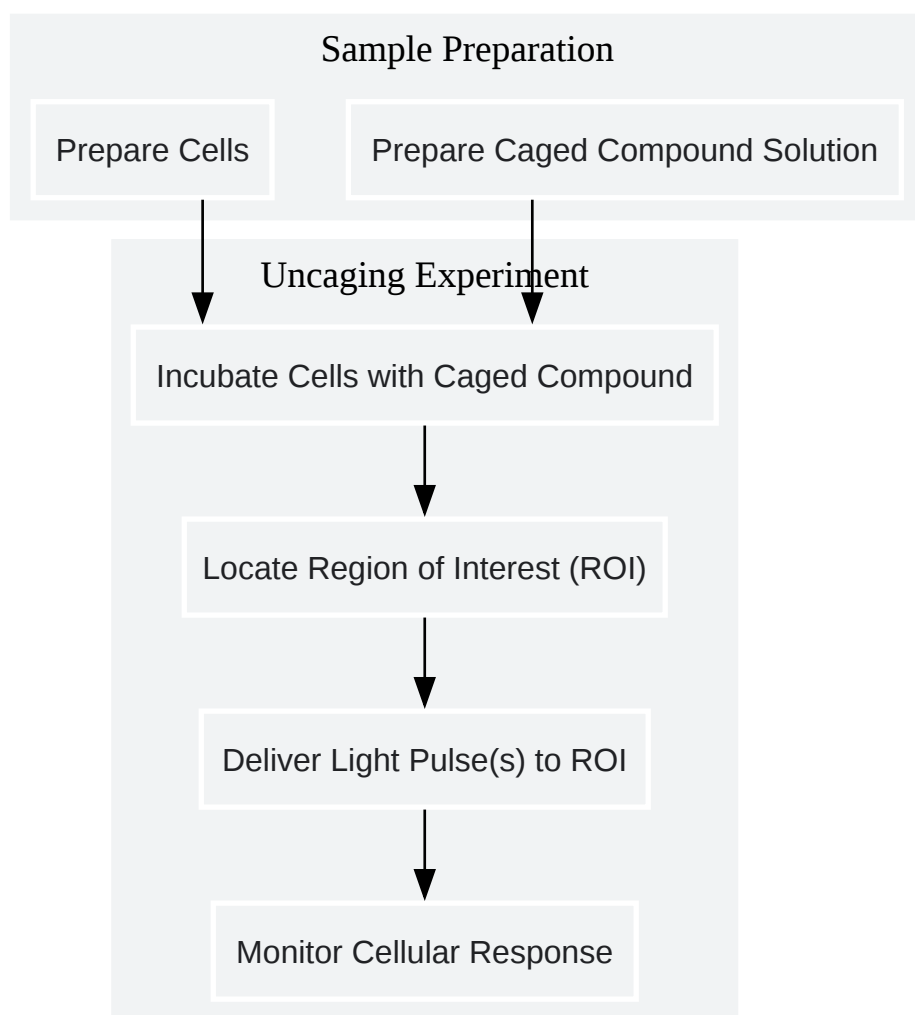 Sample Preparation
Prepare Cells
Prepare Caged Compound Solution
Uncaging Experiment
Incubate Cells with Caged Compound
Locate Region of Interest (ROI)
Deliver Light Pulse(s) to ROI
Monitor Cellular Response